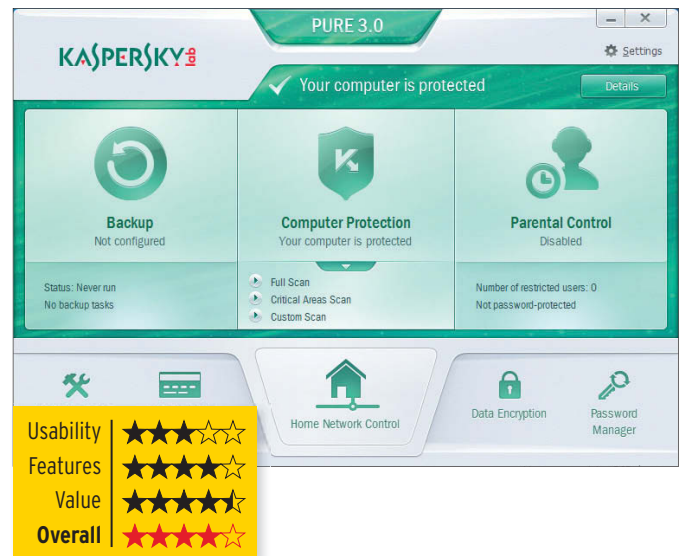 PURE 3.0
KASPERSKY lab
Settings
Your computer is protected
Details
Backup
Not configured
Computer Protection
Your computer is protected
Parental Control
Disabled
Status: Never run
No backup tasks
Full Scan
Critical Areas Scan
Custom Scan
Number of restricted users: 0
Not password-protected
Home Network Control
Data Encryption
Password
Manager
Usability
Features
Value
Overall